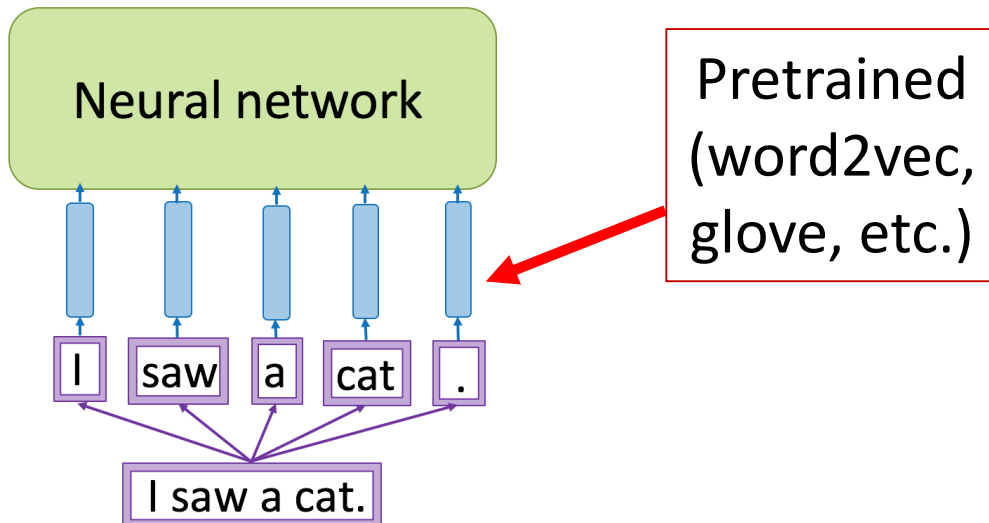 Neural network
Pretrained
(word2vec,
glove, etc.)
I
saw
a
cat
.
I saw a cat.